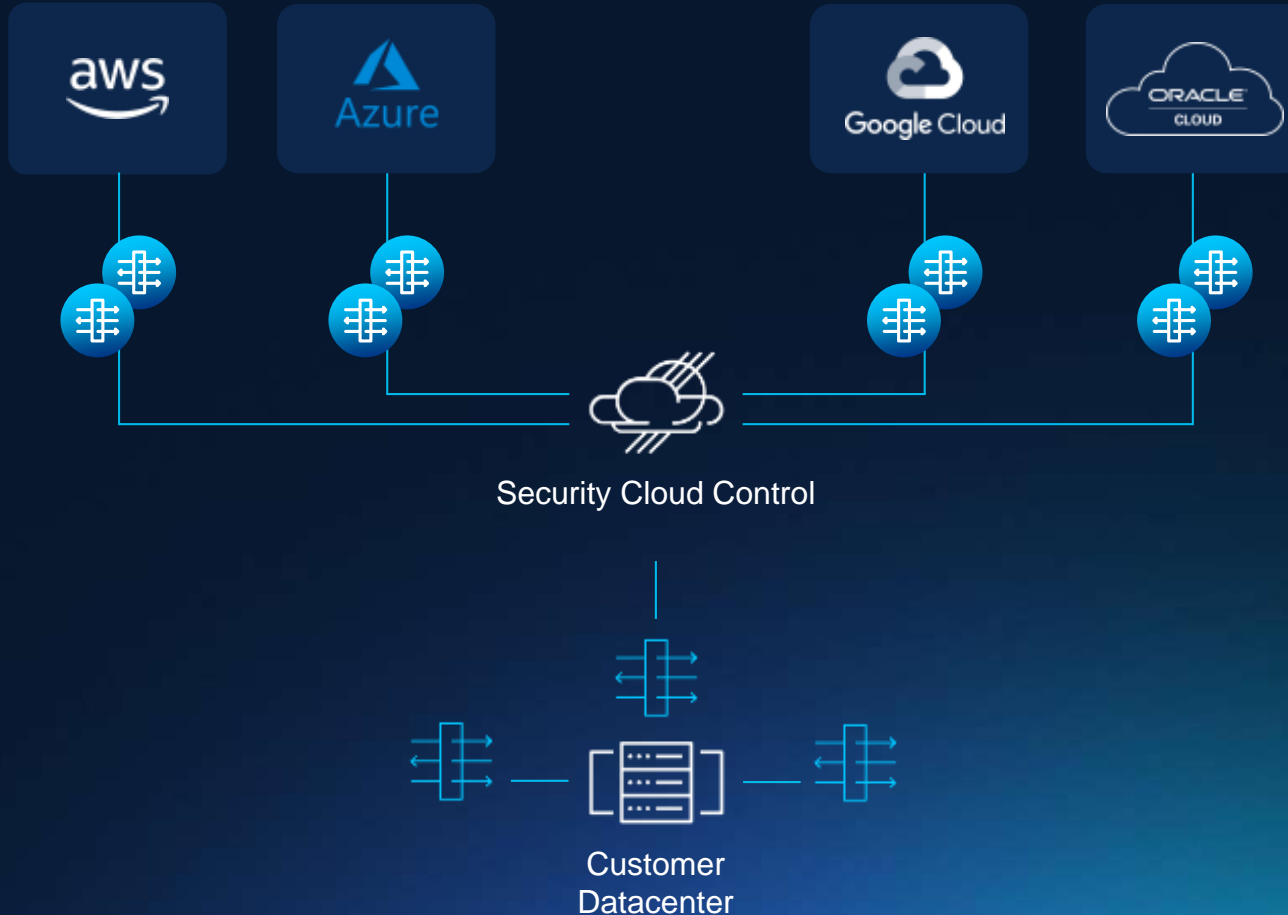 aws
Azure
Google Cloud
ORACLE
CLOUD
Security Cloud Control
Customer
Datacenter